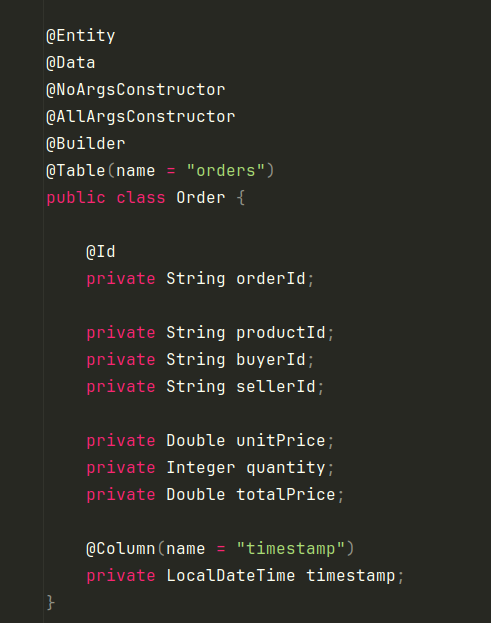 @Entity
@Data
@NoArgsConstructor
@AllArgsConstructor
@Builder
@Table(name = "orders")
public class Order {
@Id
private String orderId;
private String productId;
private String buyerId;
private String sellerId;
private Double unitPrice;
private Integer quantity;
private Double totalPrice;
@Column(name = "timestamp")
private LocalDateTime timestamp;
}